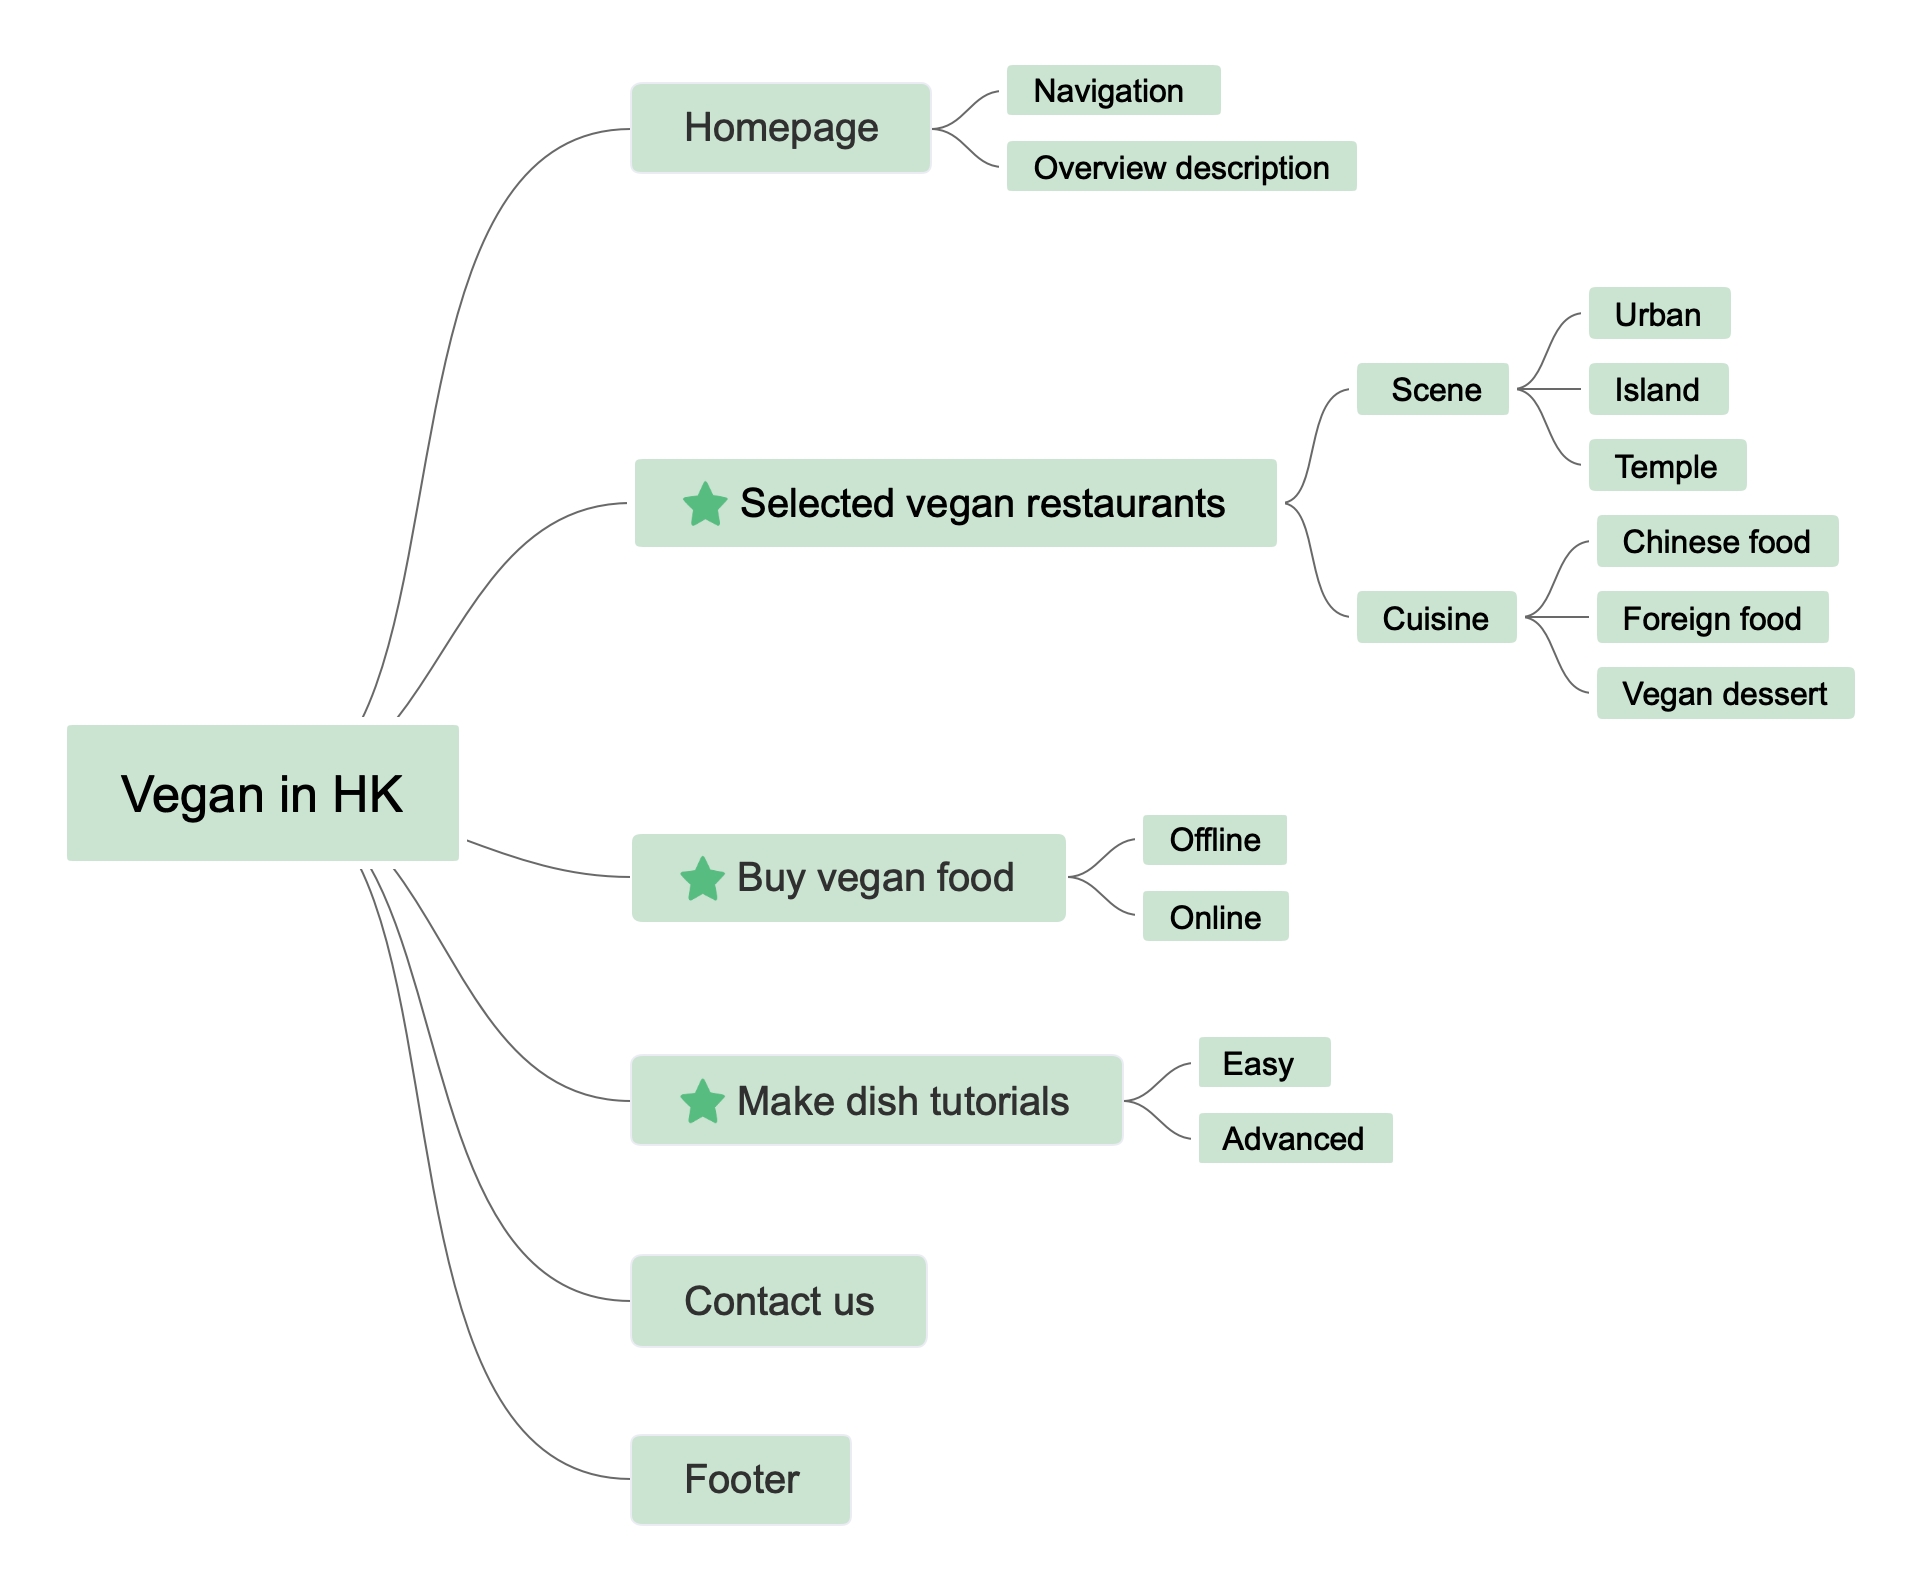 Vegan in HK
Homepage
Navigation
Overview description
Selected vegan restaurants
Scene
Urban
Island
Temple
Cuisine
Chinese food
Foreign food
Vegan dessert
Buy vegan food
Offline
Online
Make dish tutorials
Easy
Advanced
Contact us
Footer